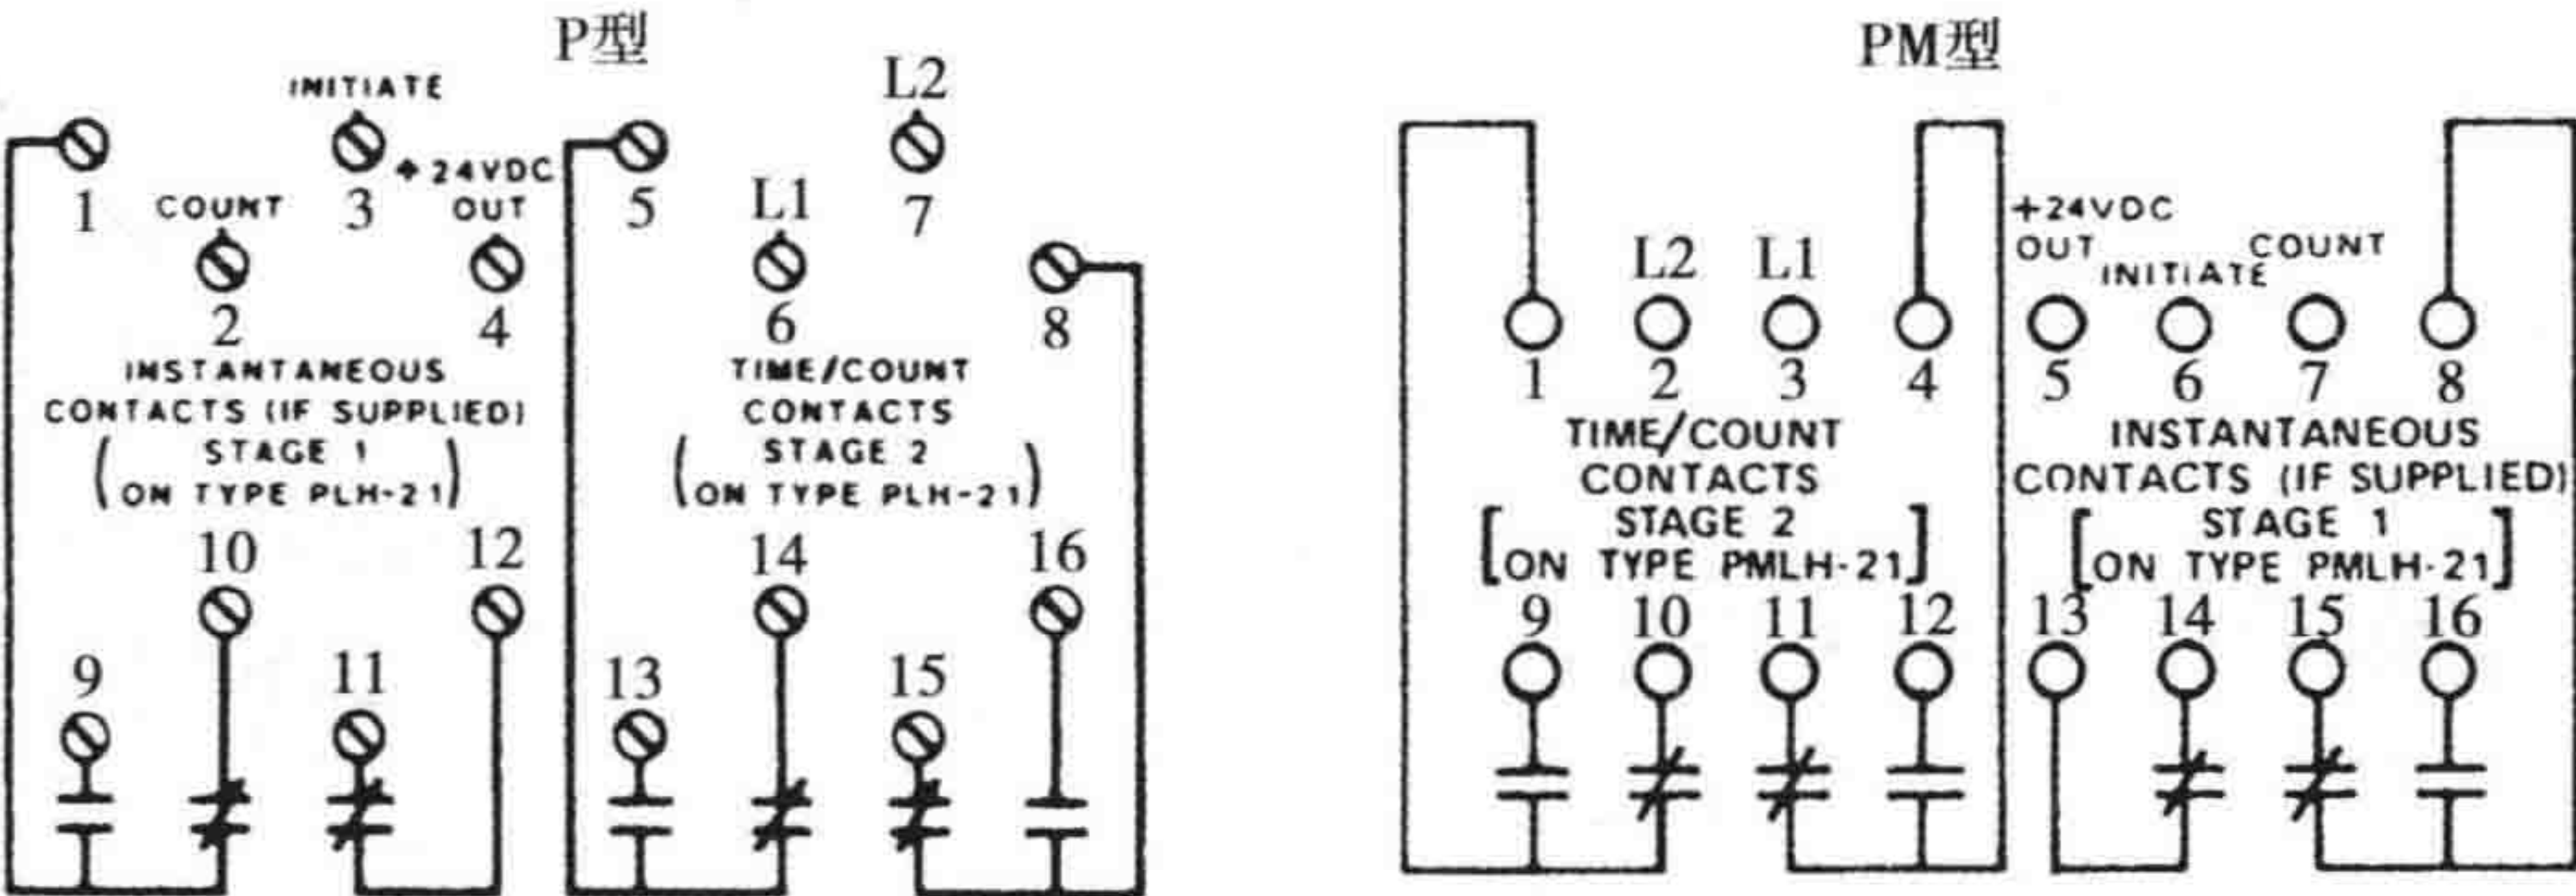 P型
INITIATE
L2
1
3
+24VDC
OUT
5
7
COUNT
L1
2
4
6
8
INSTANTANEOUS
CONTACTS (IF SUPPLIED)
(STAGE 1
ON TYPE PLH-21)
TIME/COUNT
CONTACTS
(STAGE 2
ON TYPE PLH-21)
10
12
14
16
9
11
13
15
PM型
+24VDC
OUT
INITIATE
COUNT
L2
L1
1
2
3
4
5
6
7
8
TIME/COUNT
CONTACTS
[STAGE 2
ON TYPE PMLH-21]
INSTANTANEOUS
CONTACTS (IF SUPPLIED)
[STAGE 1
ON TYPE PMLH-21]
9
10
11
12
13
14
15
16